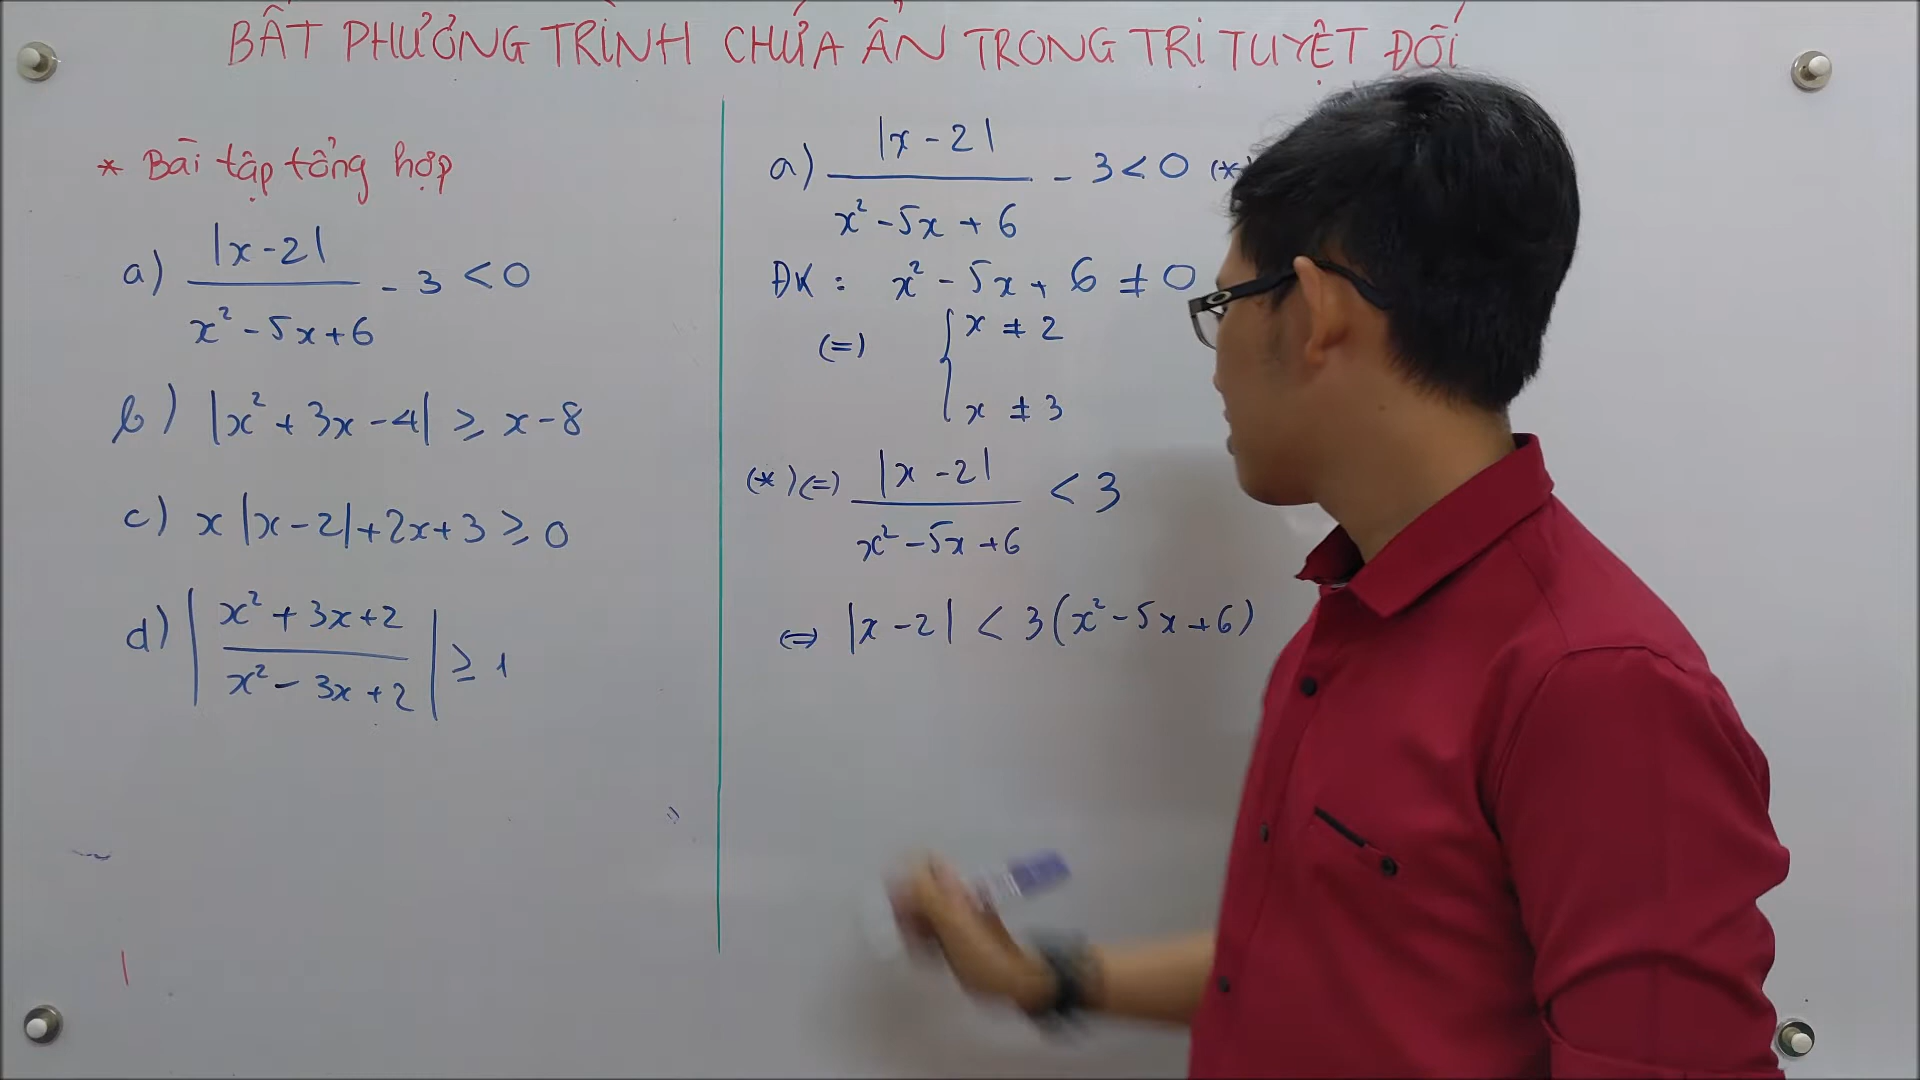 BẤT PHƯƠNG TRÌNH CHỨA ẨN TRONG TRỊ TUYỆT ĐỐI
* Bài tập tổng hợp
a) |x-2| / (x² - 5x + 6) - 3 < 0
b) |x² + 3x - 4| ≥ x - 8
c) x |x - 2| + 2x + 3 ≥ 0
d) |(x² + 3x + 2) / (x² - 3x + 2)| ≥ 1
a) |x - 2| / (x² - 5x + 6) - 3 < 0 (*)
ĐK : x² - 5x + 6 ≠ 0
(=) { x ≠ 2
x ≠ 3
(*) (=) |x - 2| / (x² - 5x + 6) < 3
⇔ |x - 2| < 3(x² - 5x + 6)